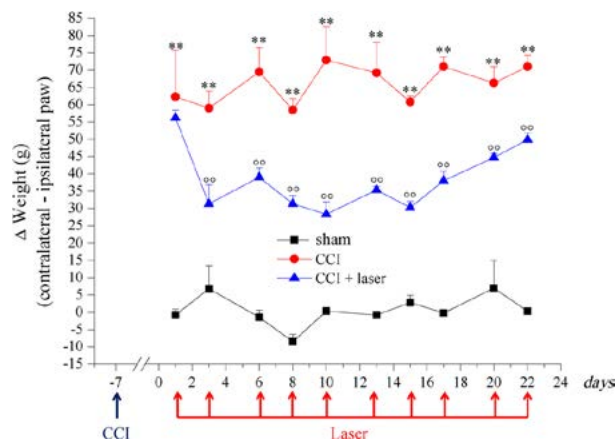 Δ Weight (g)
(contralateral - ipsilateral paw)
85
80
75
70
65
60
55
50
45
40
35
30
25
20
15
10
5
0
-5
-10
-15
** ** ** ** ** ** ** ** ** **
°° °° °° °° °° °° °° °° °°
sham
CCI
CCI + laser
-7 0 2 4 6 8 10 12 14 16 18 20 22 24 days
CCI Laser